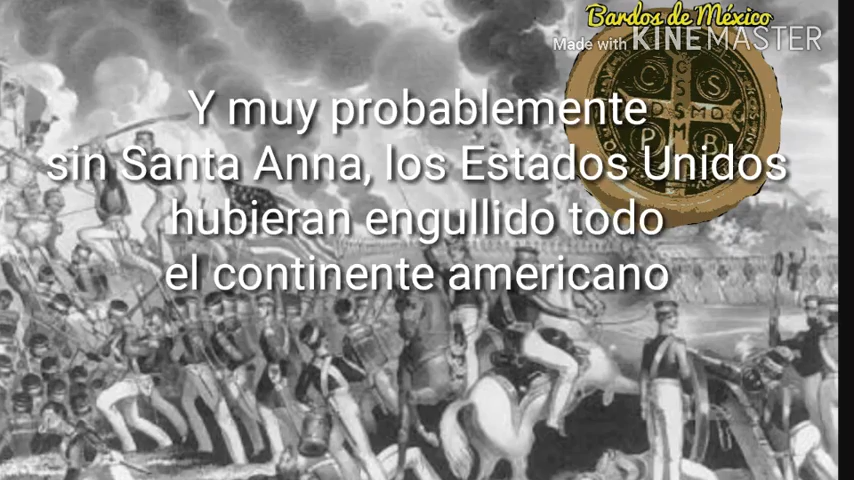 Bardos de México
Made with KINEMASTER
Y muy probablemente
sin Santa Anna, los Estados Unidos
hubieran engullido todo
el continente americano
C S
C
S
S
M
D S M D
P B